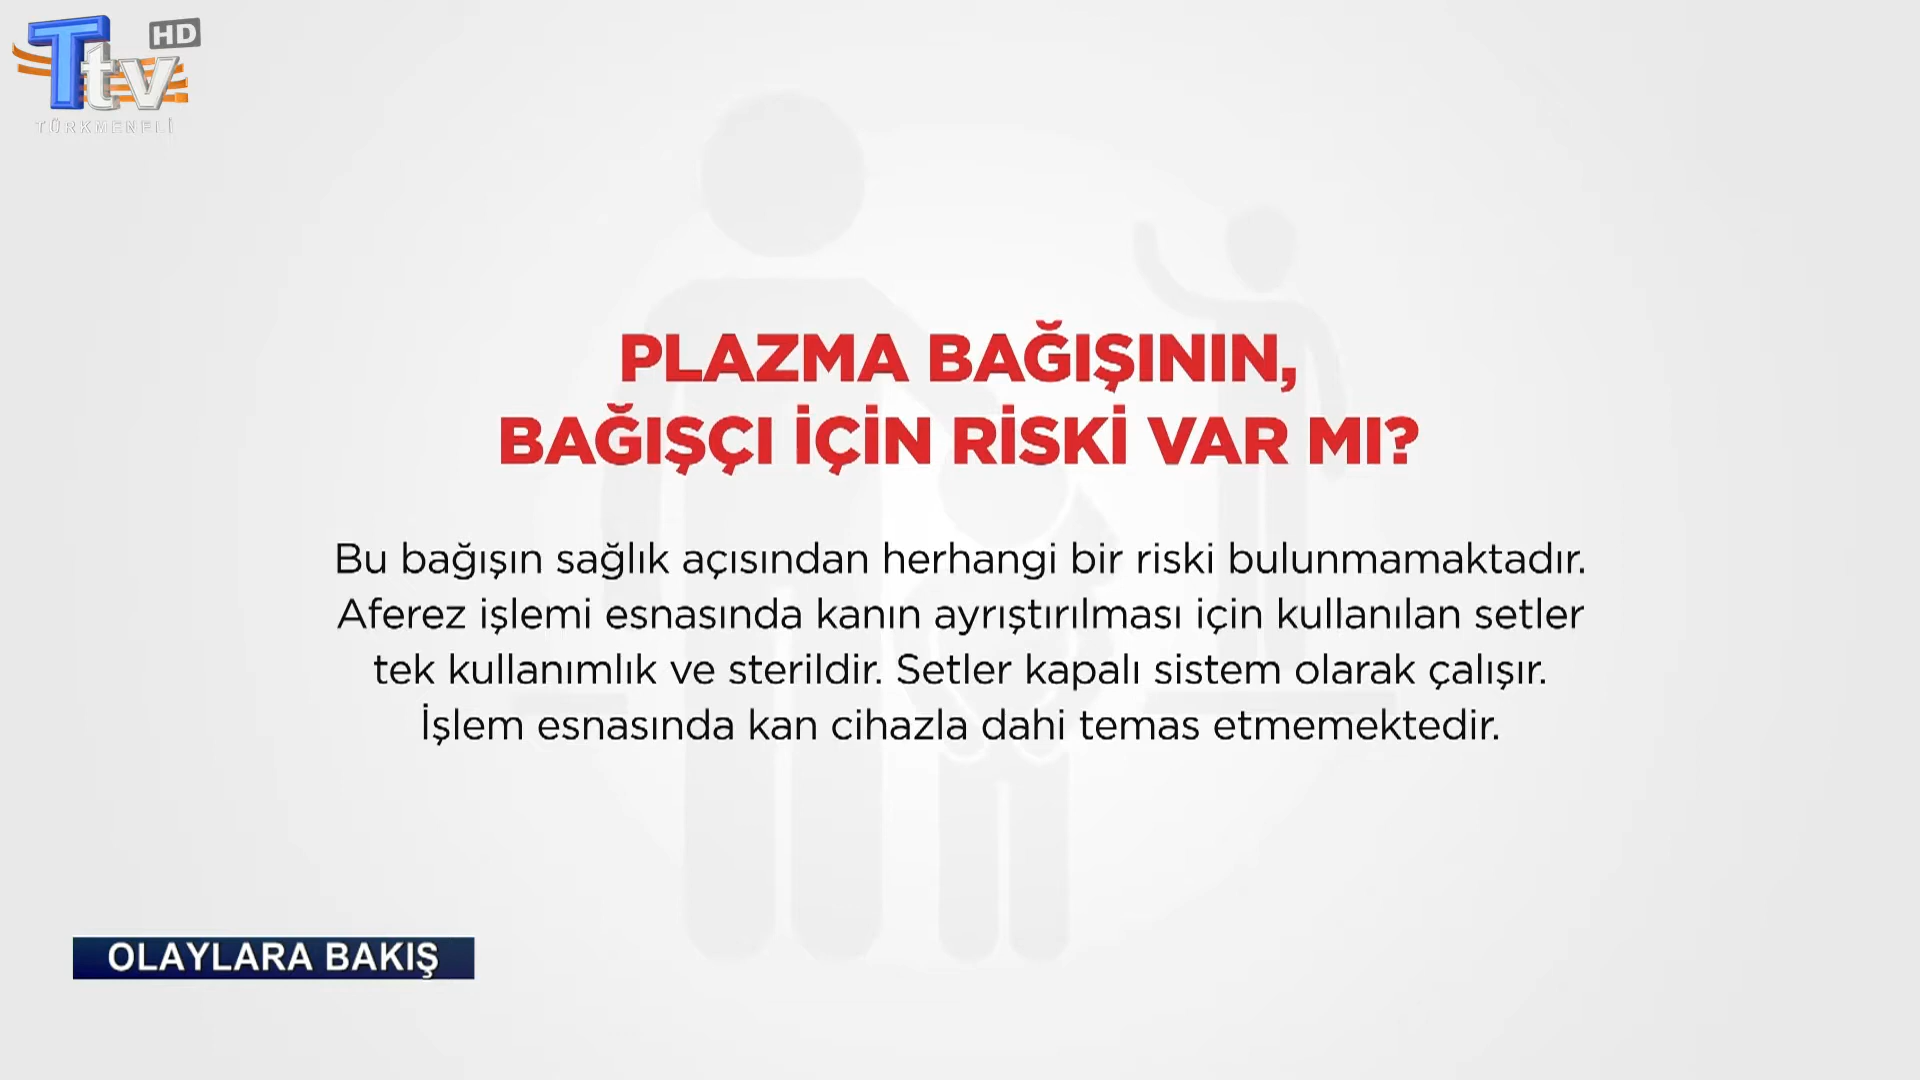 Ttv HD
TÜRKMENELİ
PLAZMA BAĞIŞININ,
BAĞIŞÇI İÇİN RİSKİ VAR MI?
Bu bağışın sağlık açısından herhangi bir riski bulunmamaktadır.
Aferez işlemi esnasında kanın ayrıştırılması için kullanılan setler
tek kullanımlık ve sterildir. Setler kapalı sistem olarak çalışır.
İşlem esnasında kan cihazla dahi temas etmemektedir.
OLAYLARA BAKIŞ